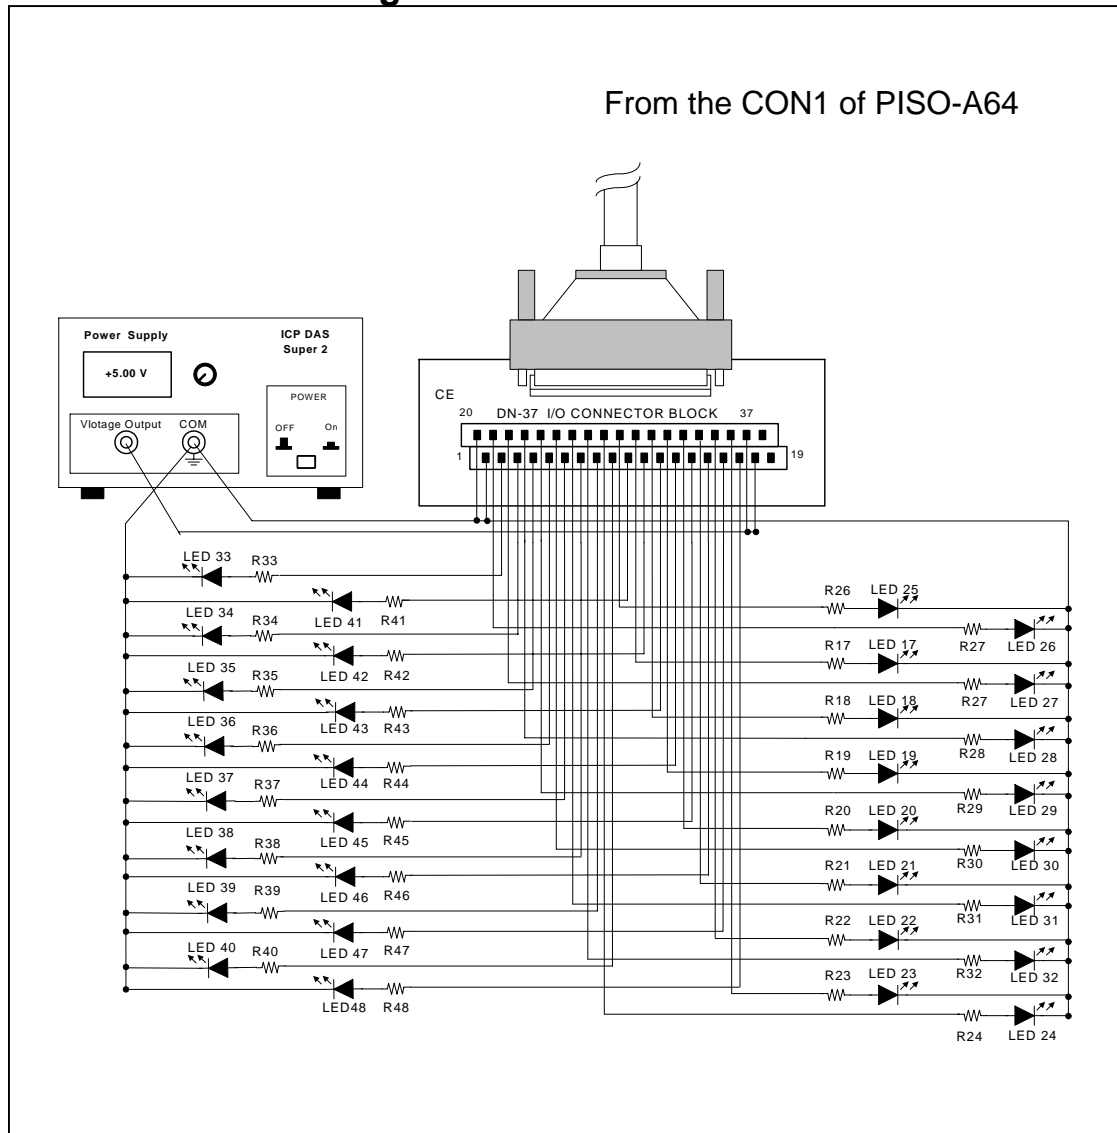 g
From the CON1 of PISO-A64
Power Supply
ICP DAS
Super 2
+5.00 V
POWER
OFF On
Vlotage Output COM
CE
20 DN-37 I/O CONNECTOR BLOCK 37
1 19
LED 33 R33
LED 41 R41
LED 34 R34
LED 42 R42
LED 35 R35
LED 43 R43
LED 36 R36
LED 44 R44
LED 37 R37
LED 45 R45
LED 38 R38
LED 46 R46
LED 39 R39
LED 47 R47
LED 40 R40
LED48 R48
R26 LED 25
R27 LED 26
R17 LED 17
R27 LED 27
R18 LED 18
R28 LED 28
R19 LED 19
R29 LED 29
R20 LED 20
R30 LED 30
R21 LED 21
R31 LED 31
R22 LED 22
R32 LED 32
R23 LED 23
R24 LED 24